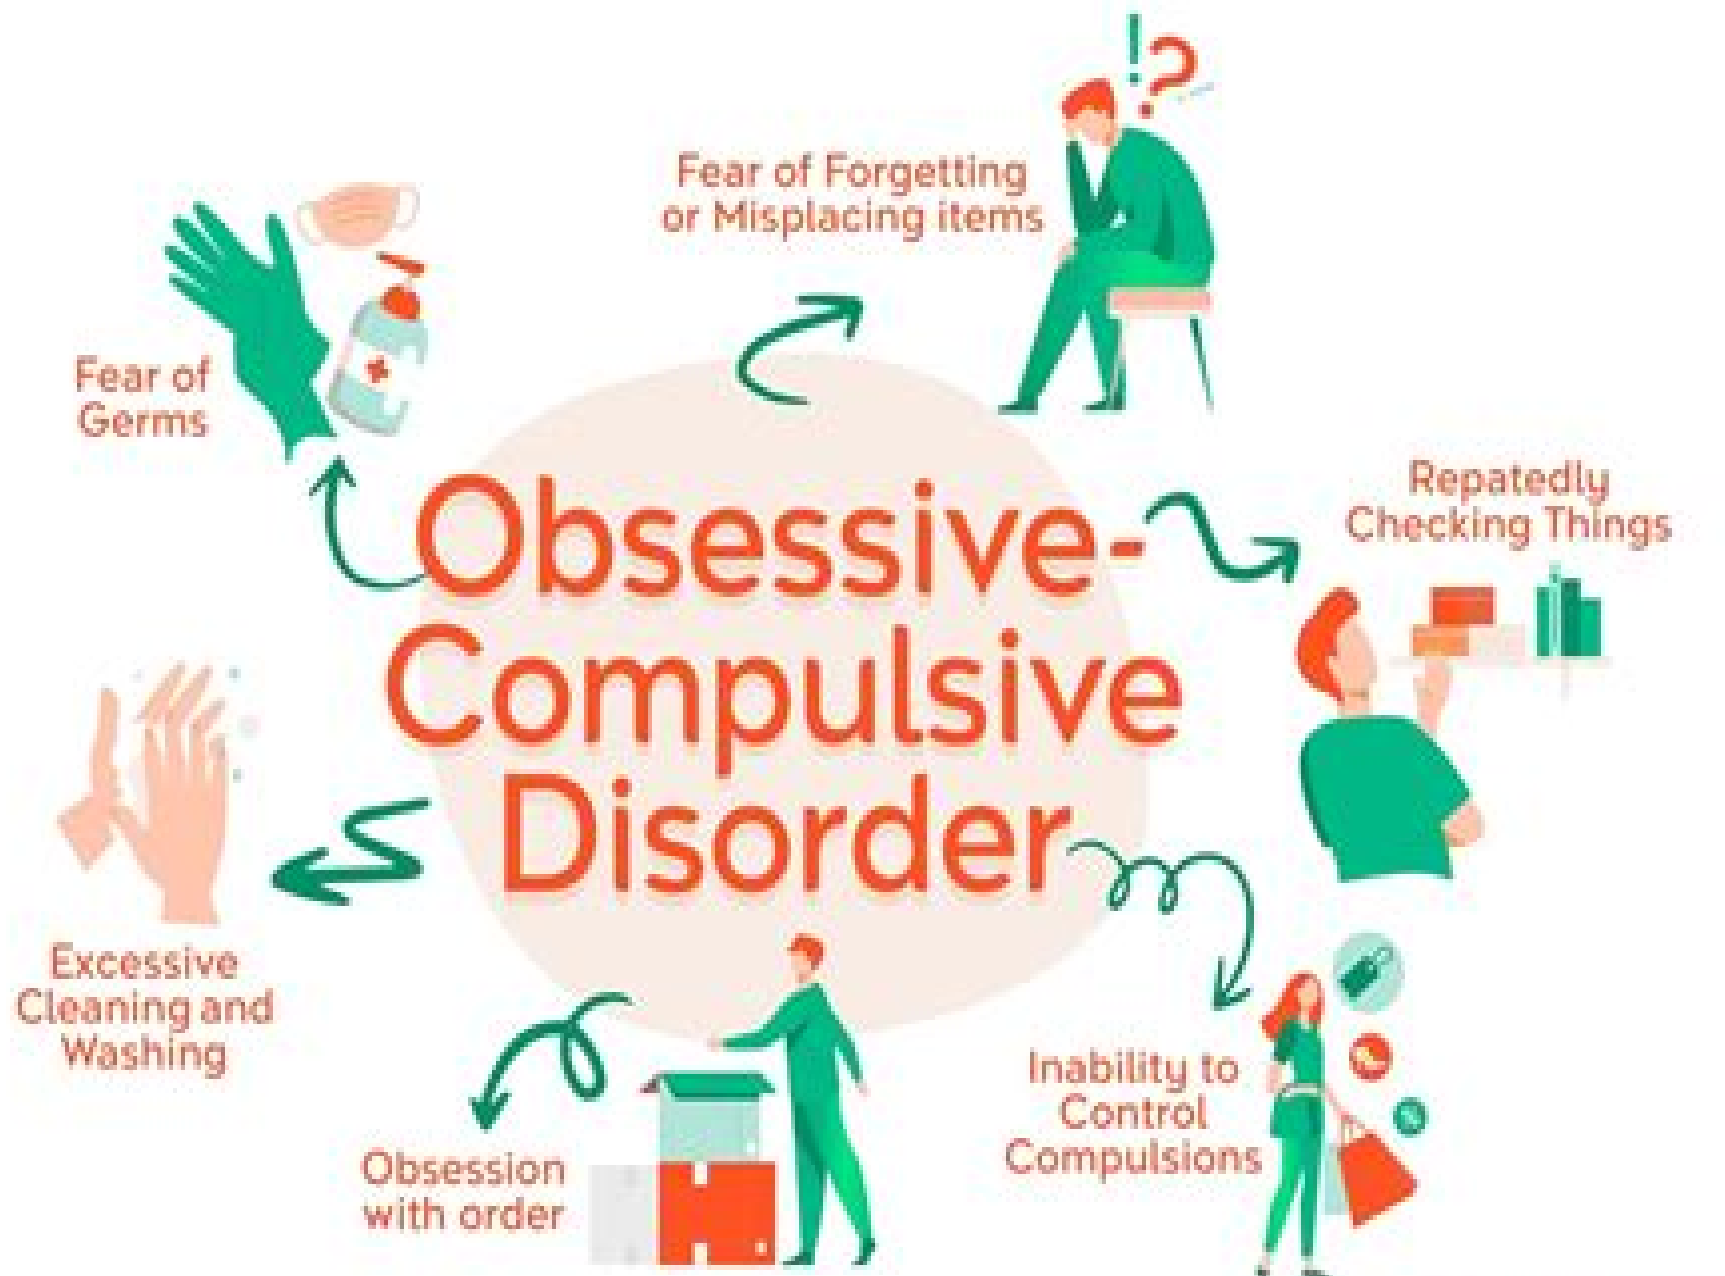 Fear of Forgetting
or Misplacing items
Fear of
Germs
Repatedly
Checking Things
Obsessive-
Compulsive
Disorder
Excessive
Cleaning and
Washing
Inability to
Control
Compulsions
Obsession
with order